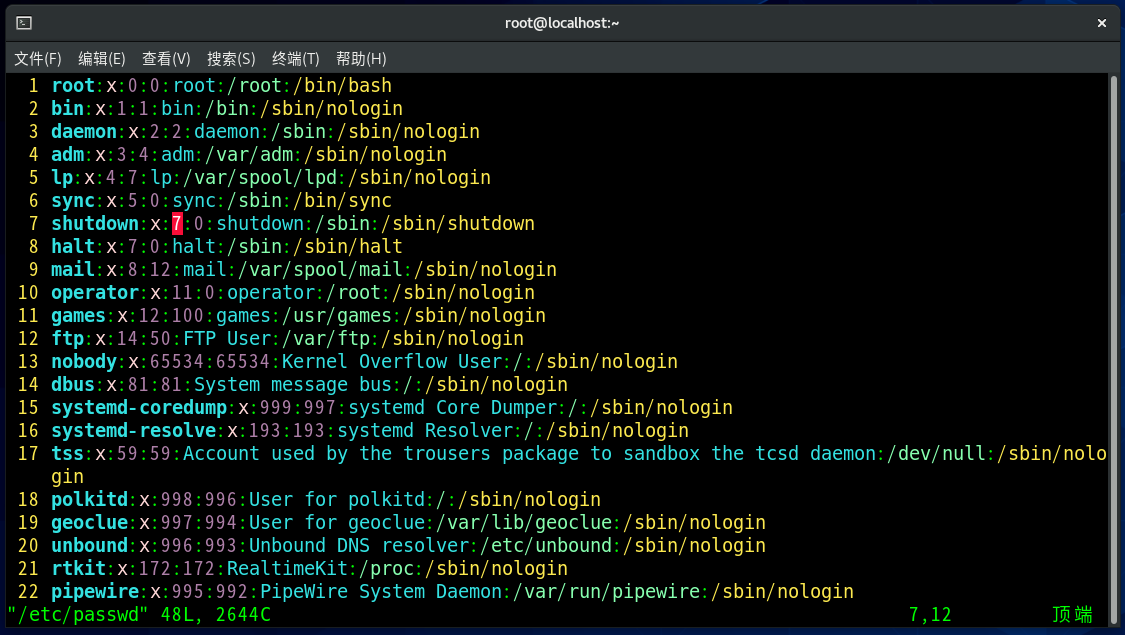 root@localhost:~
文件(F) 编辑(E) 查看(V) 搜索(S) 终端(T) 帮助(H)
1 root:x:0:0:root:/root:/bin/bash
2 bin:x:1:1:bin:/bin:/sbin/nologin
3 daemon:x:2:2:daemon:/sbin:/sbin/nologin
4 adm:x:3:4:adm:/var/adm:/sbin/nologin
5 lp:x:4:7:lp:/var/spool/lpd:/sbin/nologin
6 sync:x:5:0:sync:/sbin:/bin/sync
7 shutdown:x:7:0:shutdown:/sbin:/sbin/shutdown
8 halt:x:7:0:halt:/sbin:/sbin/halt
9 mail:x:8:12:mail:/var/spool/mail:/sbin/nologin
10 operator:x:11:0:operator:/root:/sbin/nologin
11 games:x:12:100:games:/usr/games:/sbin/nologin
12 ftp:x:14:50:FTP User:/var/ftp:/sbin/nologin
13 nobody:x:65534:65534:Kernel Overflow User:/:/sbin/nologin
14 dbus:x:81:81:System message bus:/:/sbin/nologin
15 systemd-coredump:x:999:997:systemd Core Dumper:/:/sbin/nologin
16 systemd-resolve:x:193:193:systemd Resolver:/:/sbin/nologin
17 tss:x:59:59:Account used by the trousers package to sandbox the tcsd daemon:/dev/null:/sbin/nolo
gin
18 polkitd:x:998:996:User for polkitd:/:/sbin/nologin
19 geoclue:x:997:994:User for geoclue:/var/lib/geoclue:/sbin/nologin
20 unbound:x:996:993:Unbound DNS resolver:/etc/unbound:/sbin/nologin
21 rtkit:x:172:172:RealtimeKit:/proc:/sbin/nologin
22 pipewire:x:995:992:PipeWire System Daemon:/var/run/pipewire:/sbin/nologin
"/etc/passwd" 48L, 2644C 7,12 顶端